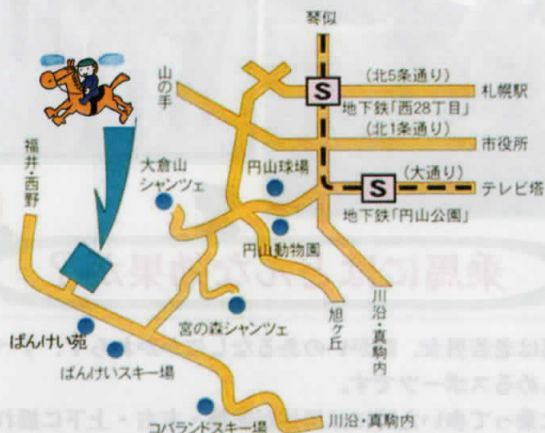 琴似
(北5条通り)
札幌駅
S
地下鉄「西28丁目」
山の手
(北1条通り)
市役所
福井・西野
大倉山
シャンツェ
円山球場
(大通り)
S
テレビ塔
地下鉄「円山公園」
円山動物園
川沿・真駒内
旭ヶ丘
宮の森シャンツェ
ばんけい苑
ばんけいスキー場
コバランドスキー場
川沿・真駒内